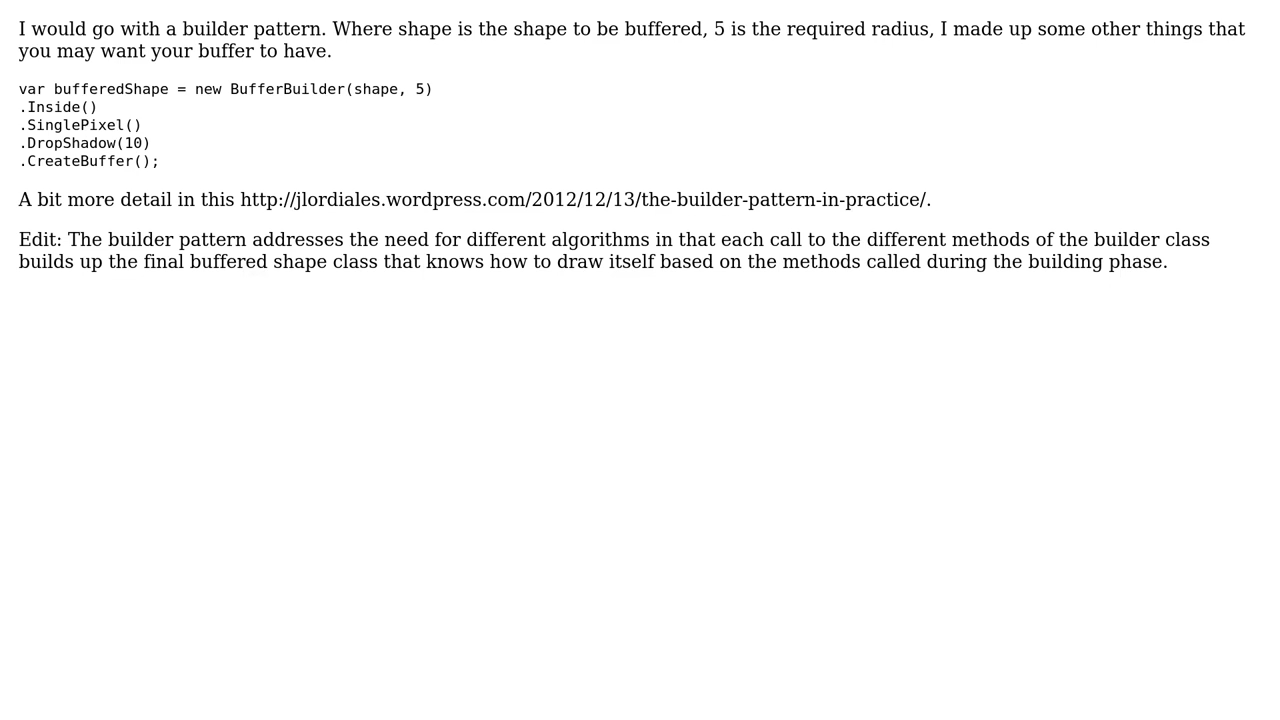 I would go with a builder pattern. Where shape is the shape to be buffered, 5 is the required radius, I made up some other things that
you may want your buffer to have.
var bufferedShape = new BufferBuilder(shape, 5)
.Inside()
.SinglePixel()
.DropShadow(10)
.CreateBuffer();
A bit more detail in this http://jlordiales.wordpress.com/2012/12/13/the-builder-pattern-in-practice/.
Edit: The builder pattern addresses the need for different algorithms in that each call to the different methods of the builder class
builds up the final buffered shape class that knows how to draw itself based on the methods called during the building phase.